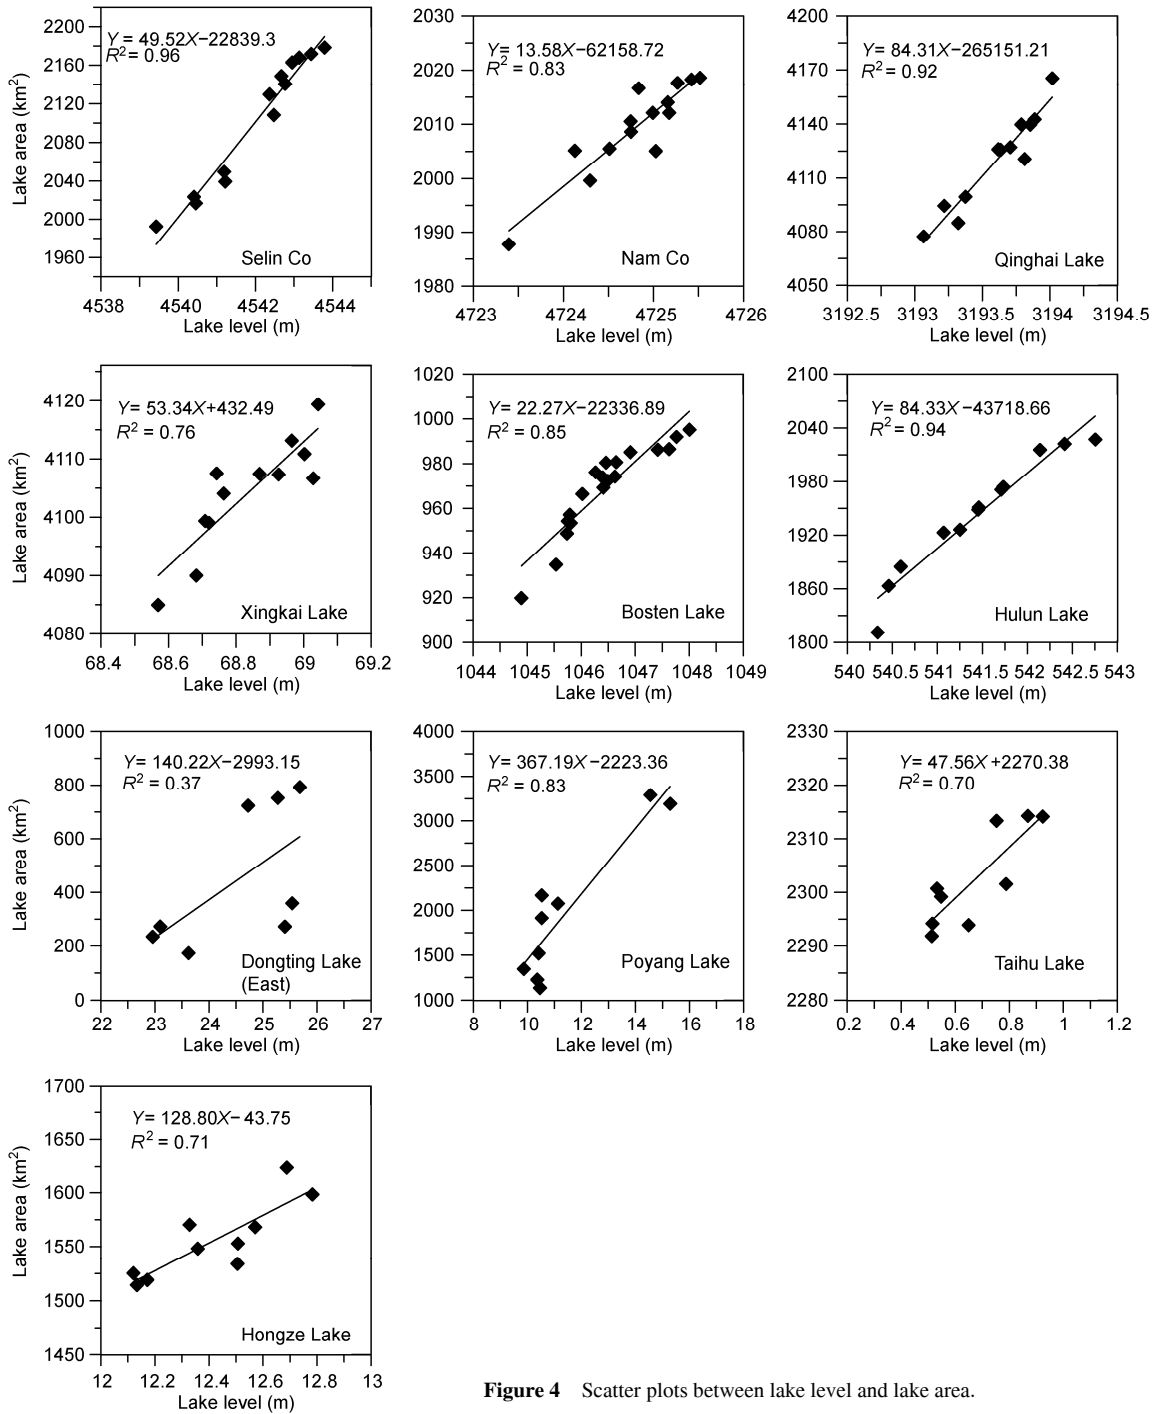 2200
2160
2120
2080
2040
2000
1960
Lake area (km²)
Y= 49.52X−22839.3
R²= 0.96
Selin Co
4538 4540 4542 4544
Lake level (m)
2030
2020
2010
2000
1990
1980
Y= 13.58X−62158.72
R² = 0.83
Nam Co
4723 4724 4725 4726
Lake level (m)
4200
4170
4140
4110
4080
4050
Y= 84.31X−265151.21
R² = 0.92
Qinghai Lake
3192.5 3193 3193.5 3194 3194.5
Lake level (m)
4120
4110
4100
4090
4080
Lake area (km²)
Y= 53.34X+432.49
R² = 0.76
Xingkai Lake
68.4 68.6 68.8 69 69.2
Lake level (m)
1020
1000
980
960
940
920
900
Y= 22.27X−22336.89
R² = 0.85
Bosten Lake
1044 1045 1046 1047 1048 1049
Lake level (m)
2100
2040
1980
1920
1860
1800
Y= 84.33X −43718.66
R² = 0.94
Hulun Lake
540 540.5 541 541.5 542 542.5 543
Lake level (m)
1000
800
600
400
200
0
Lake area (km²)
Y= 140.22X−2993.15
R² = 0.37
Dongting Lake
(East)
22 23 24 25 26 27
Lake level (m)
4000
3500
3000
2500
2000
1500
1000
Y= 367.19X −2223.36
R² = 0.83
Poyang Lake
8 10 12 14 16 18
Lake level (m)
2330
2320
2310
2300
2290
2280
Y= 47.56X +2270.38
R² = 0.70
Taihu Lake
0.2 0.4 0.6 0.8 1 1.2
Lake level (m)
1700
1650
1600
1550
1500
1450
Lake area (km²)
Y= 128.80X− 43.75
R² = 0.71
Hongze Lake
12 12.2 12.4 12.6 12.8 13
Lake level (m)
Figure 4 Scatter plots between lake level and lake area.